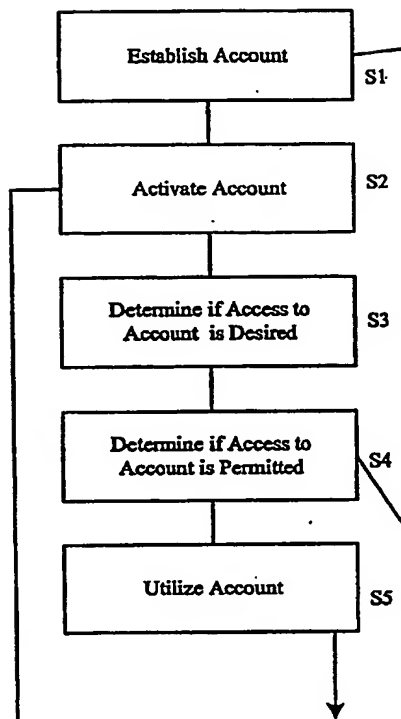 Establish Account
S1
Activate Account
S2
Determine if Access to
Account is Desired
S3
Determine if Access to
Account is Permitted
S4
Utilize Account
S5